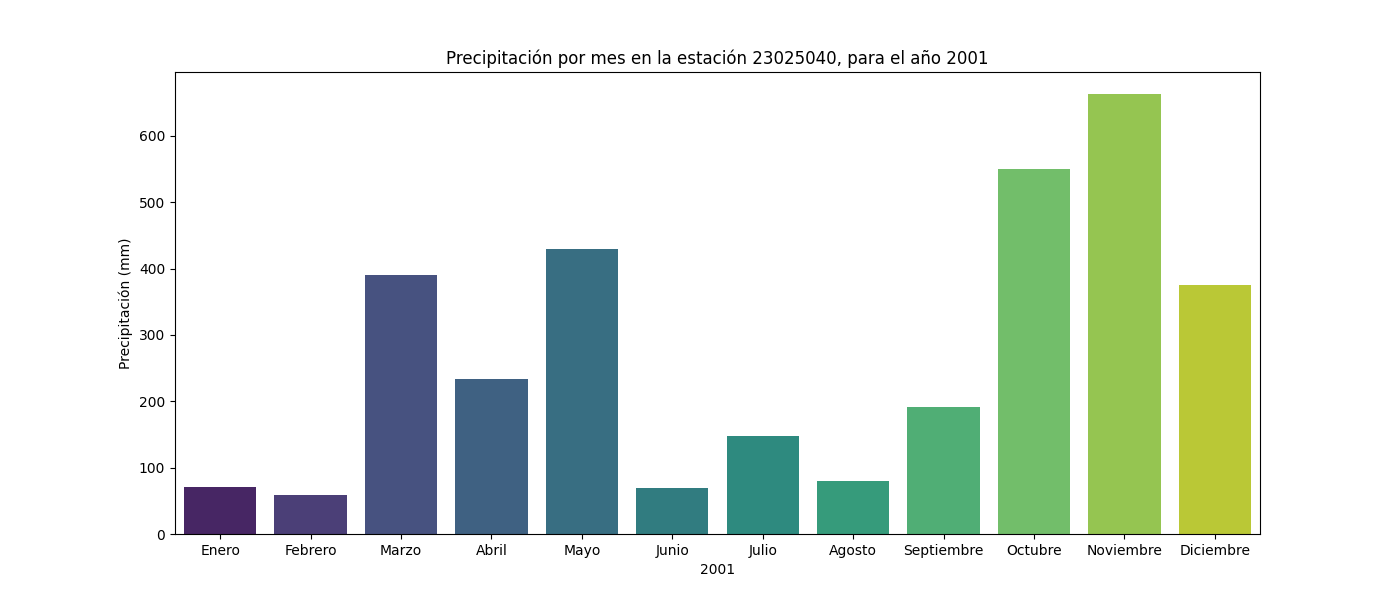 Precipitación por mes en la estación 23025040, para el año 2001
Precipitación (mm)
600
500
400
300
200
100
0
Enero Febrero Marzo Abril Mayo Junio Julio Agosto Septiembre Octubre Noviembre Diciembre
2001